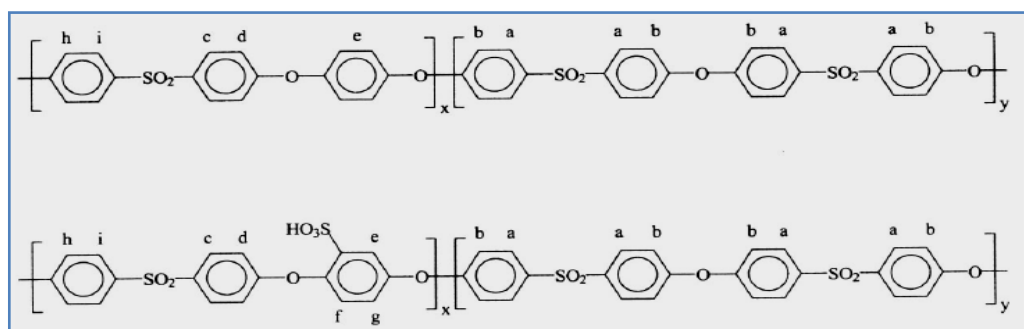 h i c d e b a a b b a a b
SO₂ O O x SO₂ O SO₂ O y
HO₃S
h i c d e b a a b b a a b
SO₂ O O x SO₂ O SO₂ O y
f g